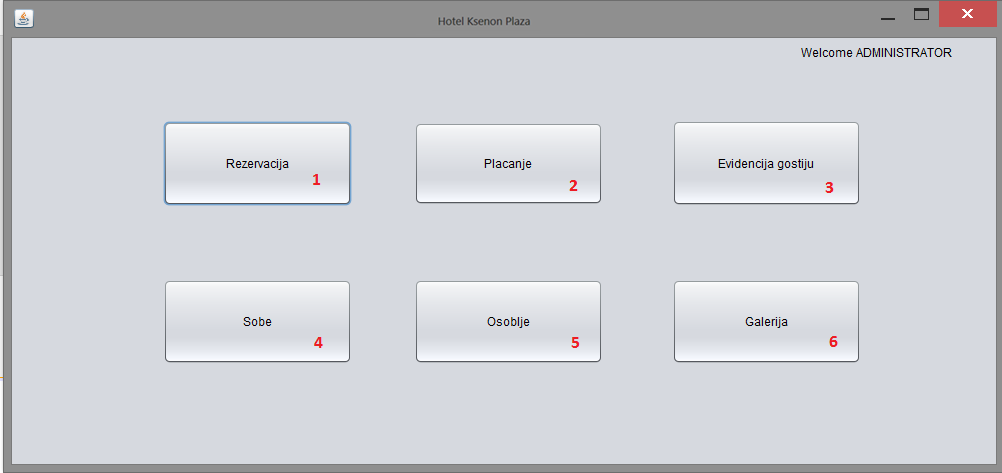 Hotel Ksenon Plaza
Welcome ADMINISTRATOR
Rezervacija
1
Placanje
2
Evidencija gostiju
3
Sobe
4
Osoblje
5
Galerija
6